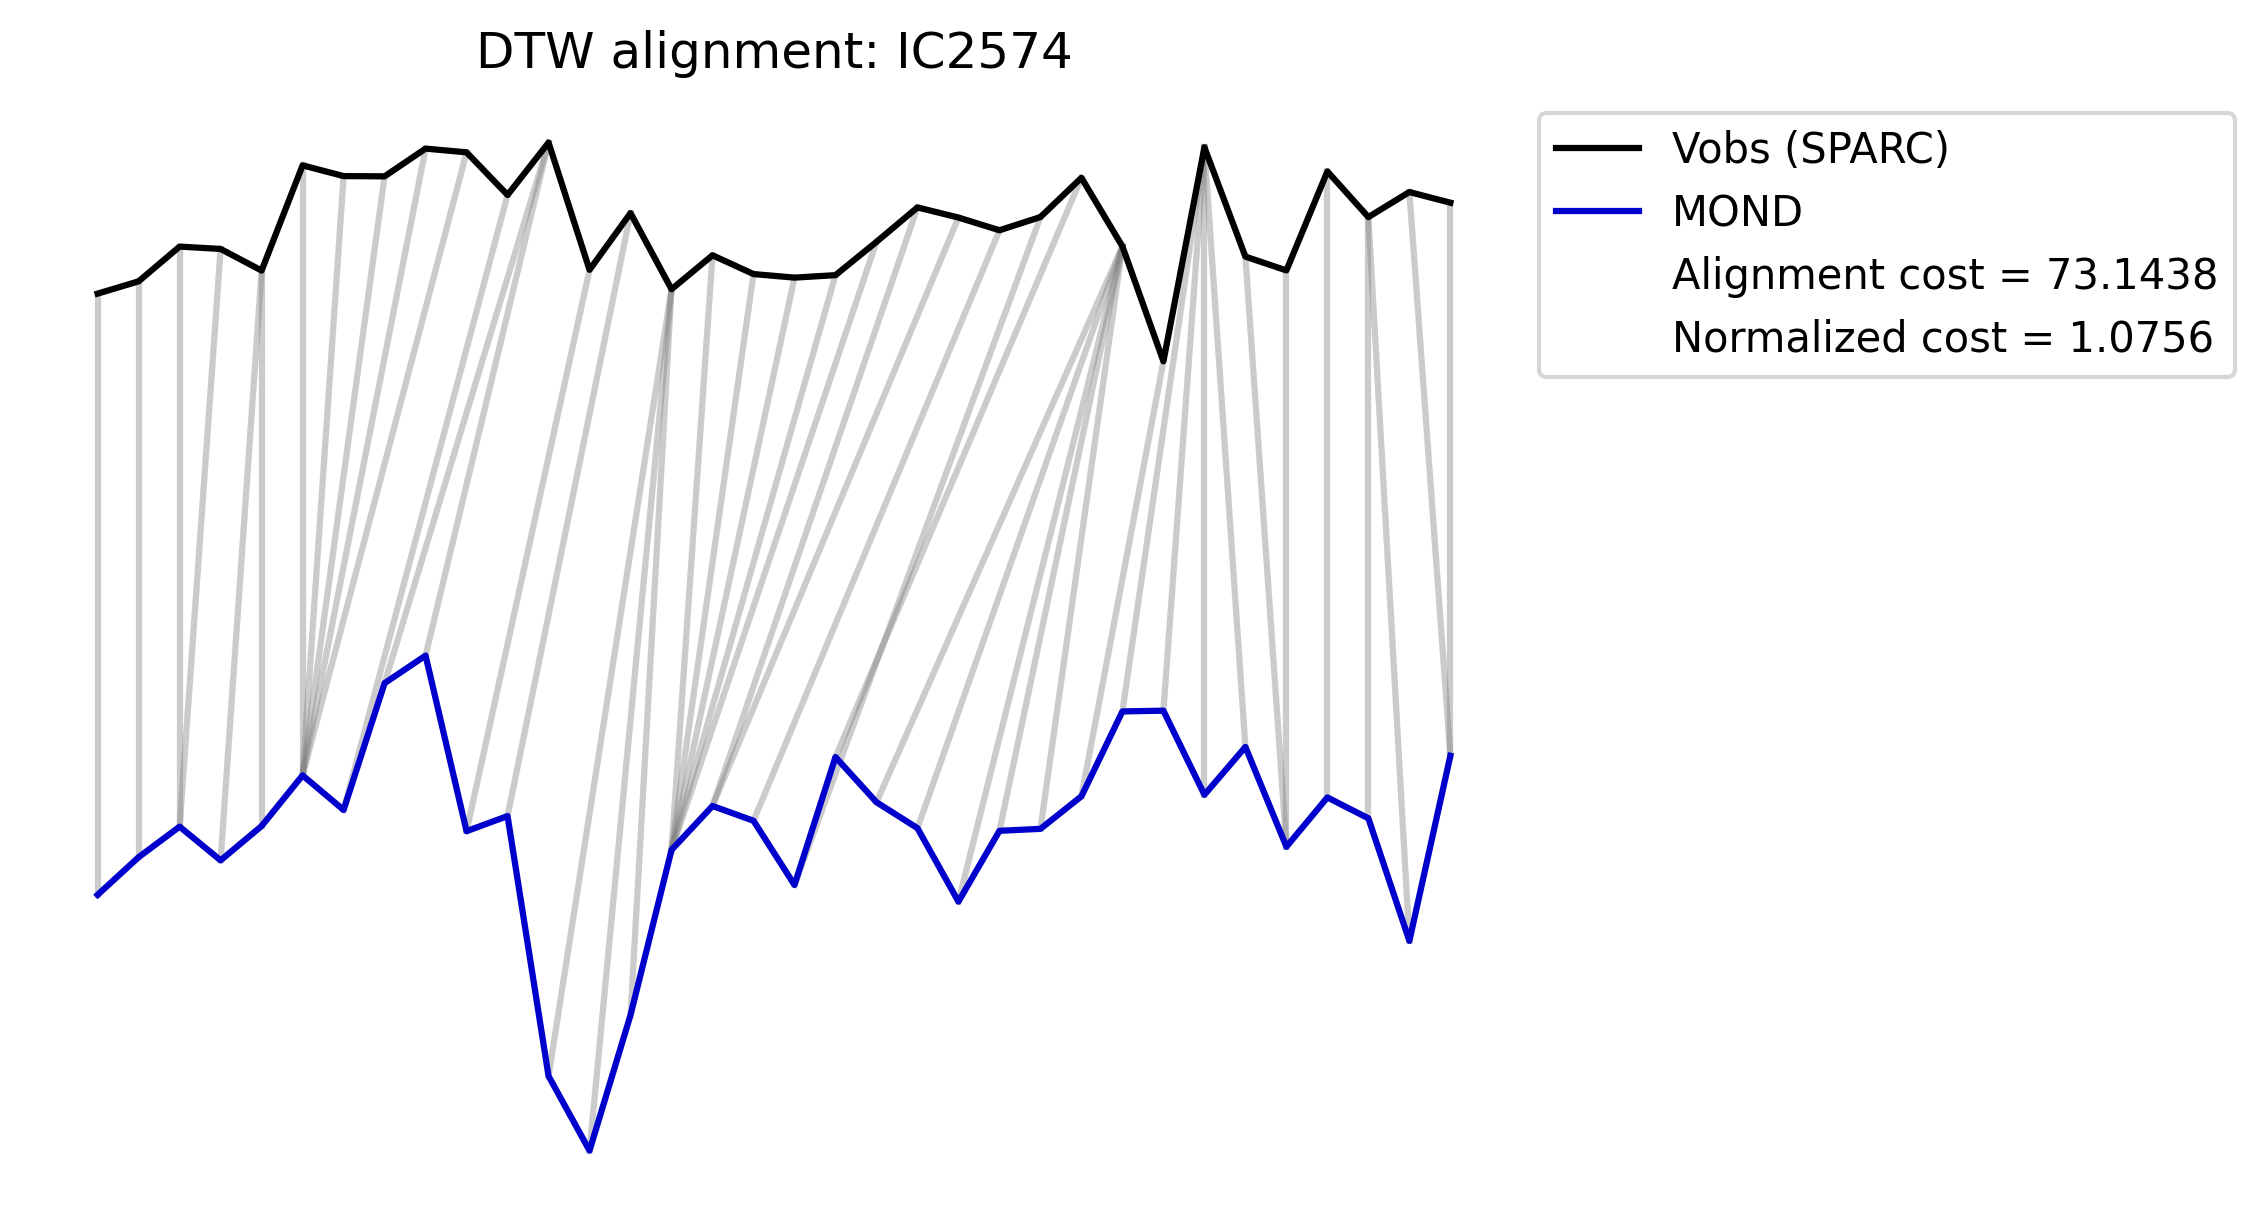 DTW alignment: IC2574
Vobs (SPARC)
MOND
Alignment cost = 73.1438
Normalized cost = 1.0756